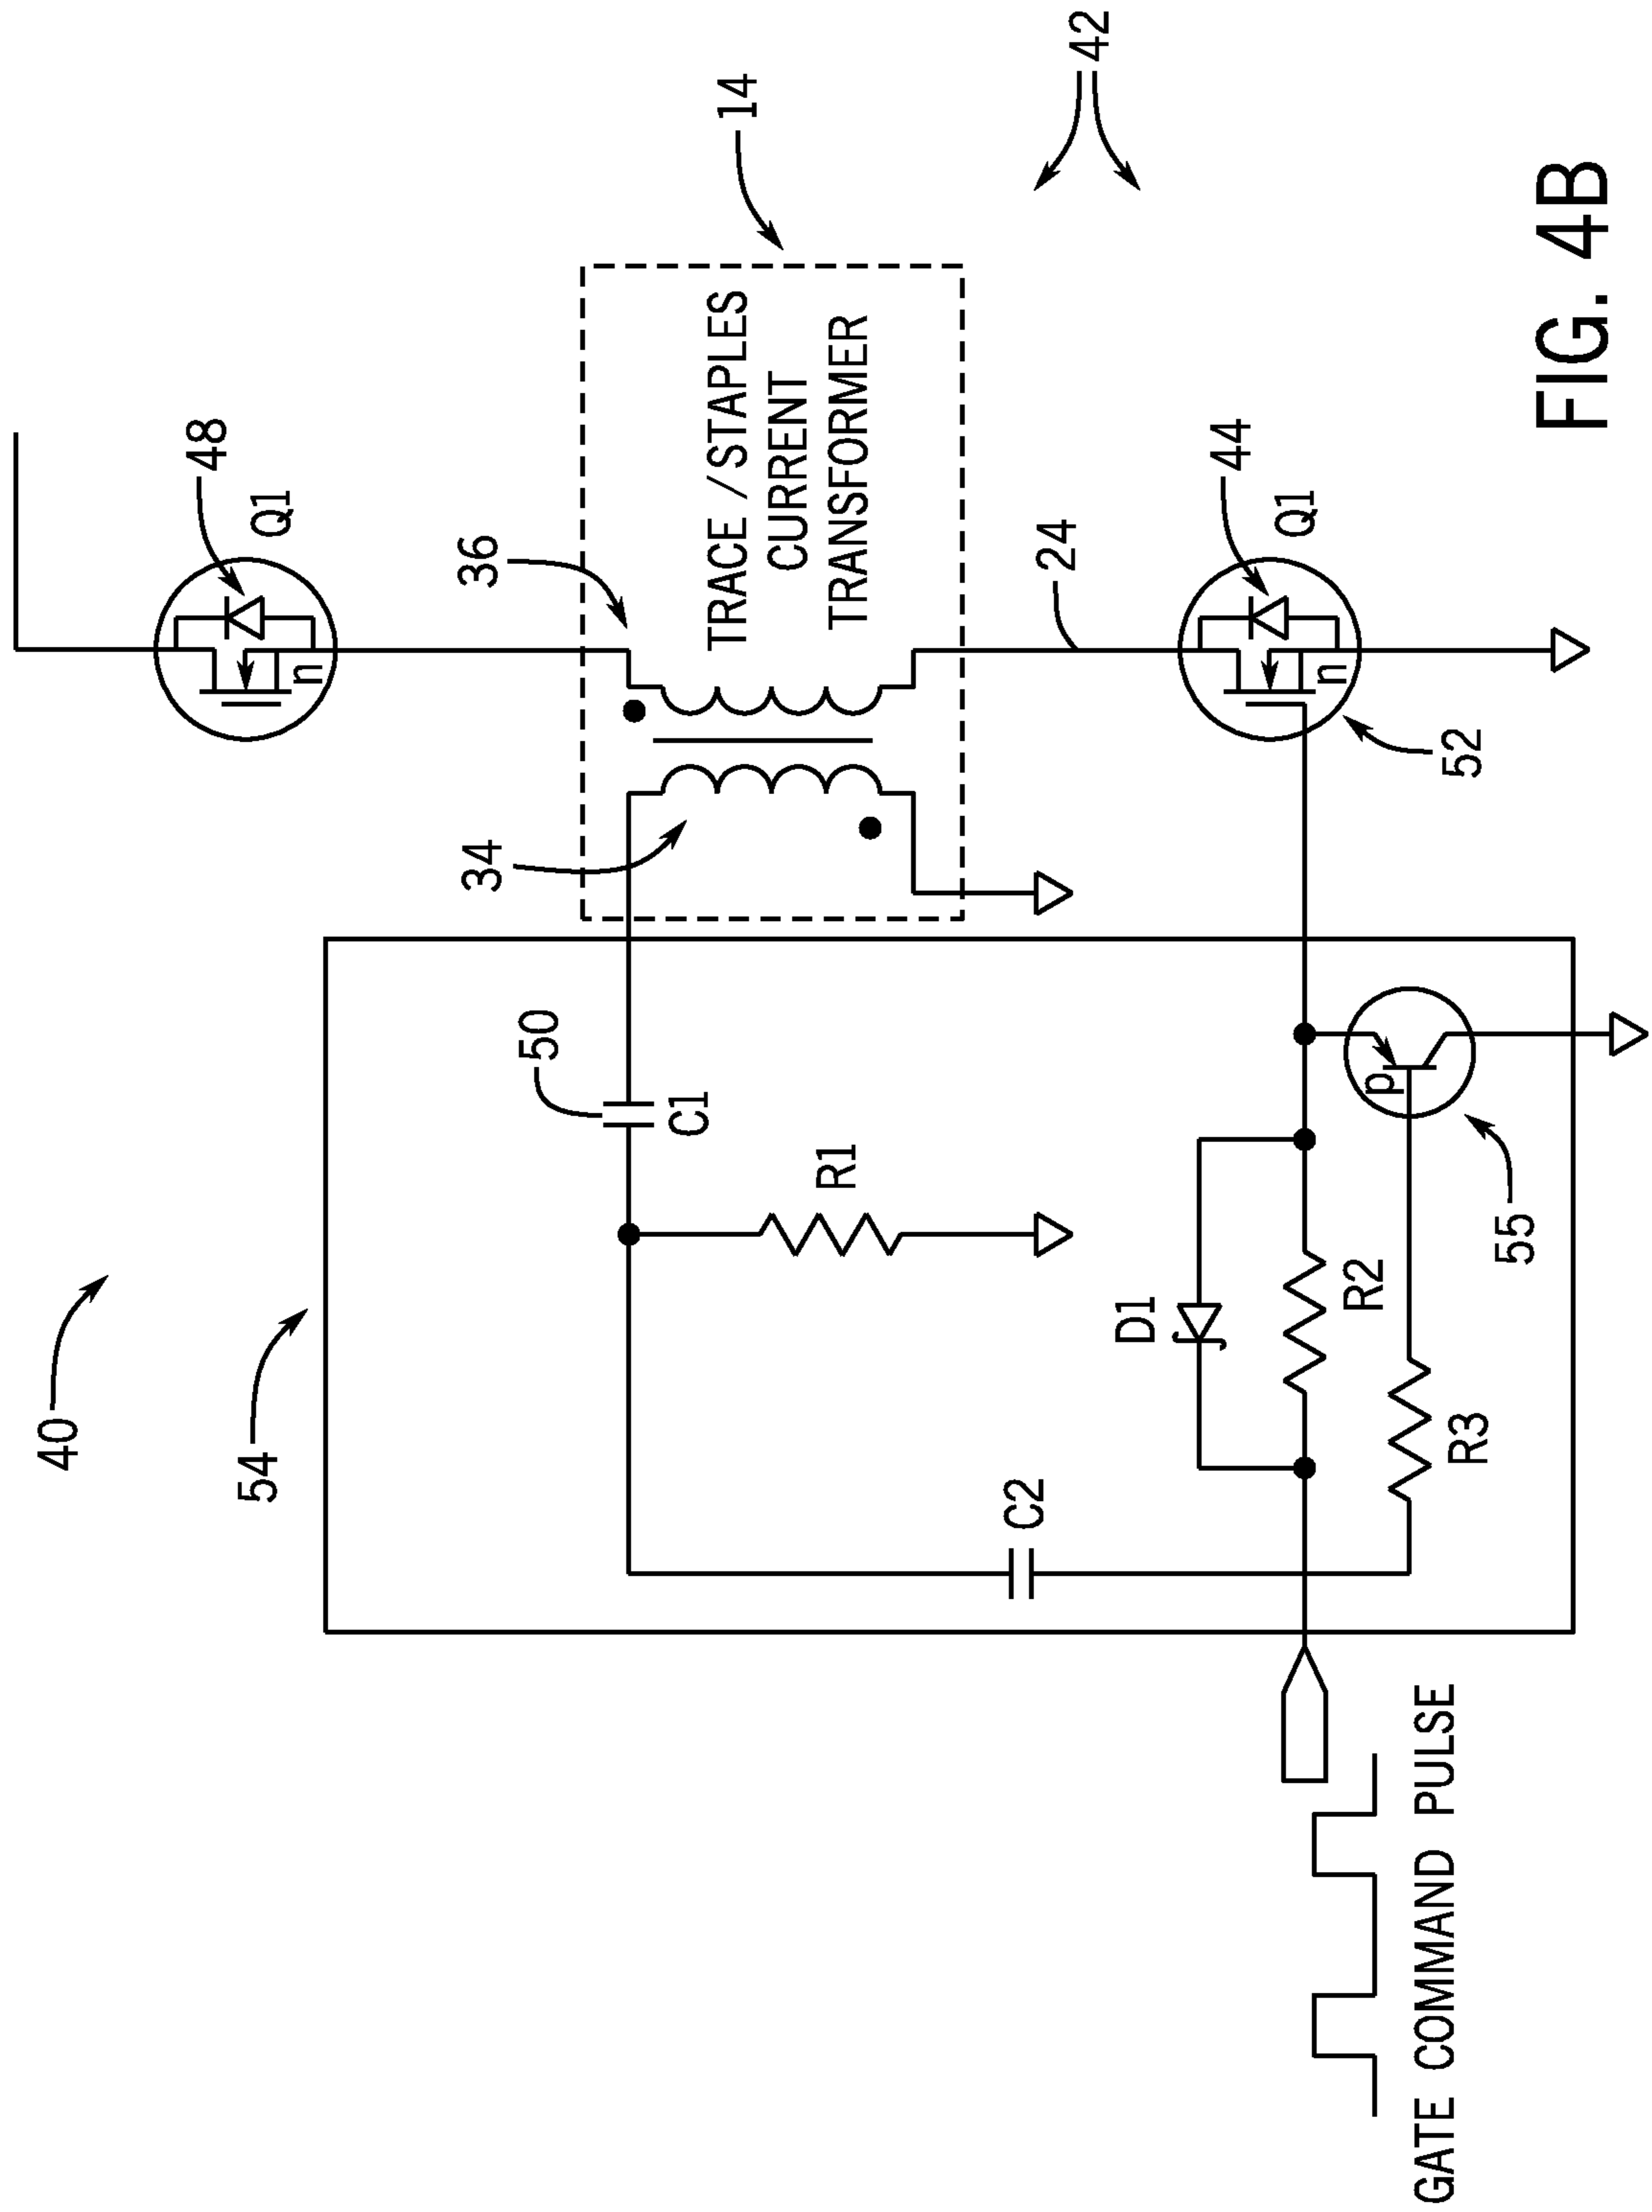 40
54
50
C1
R1
C2
D1
R2
R3
p
55
34
36
14
TRACE/STAPLES
CURRENT
TRANSFORMER
48
Q1
n
24
44
Q1
n
52
42
GATE COMMAND PULSE
FIG. 4B